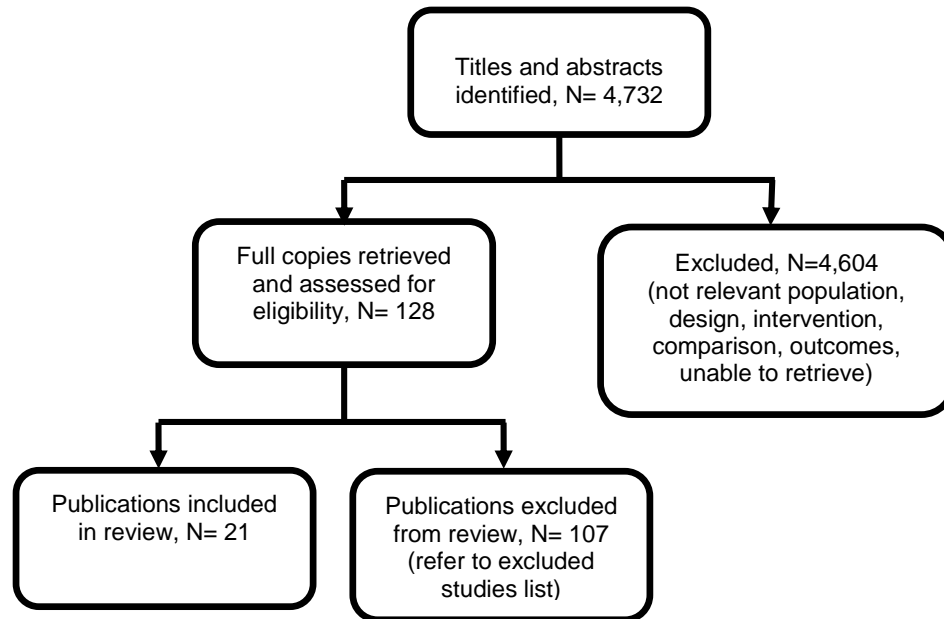 Titles and abstracts
identified, N= 4,732
Full copies retrieved
and assessed for
eligibility, N= 128
Excluded, N=4,604
(not relevant population,
design, intervention,
comparison, outcomes,
unable to retrieve)
Publications included
in review, N= 21
Publications excluded
from review, N= 107
(refer to excluded
studies list)